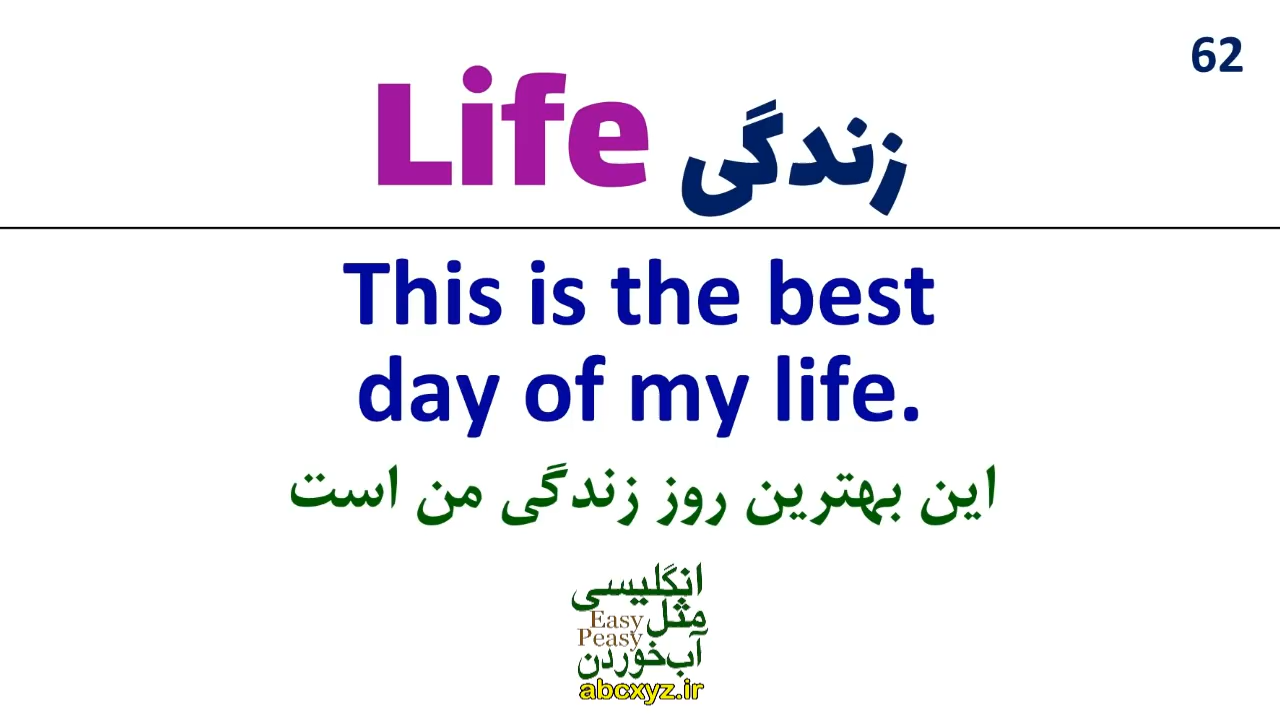 62
Life زندگی
This is the best
day of my life.
این بهترین روز زندگی من است
انگلیسی
مثل
Easy
Peasy
آب‌خوردن
abcxyz.ir